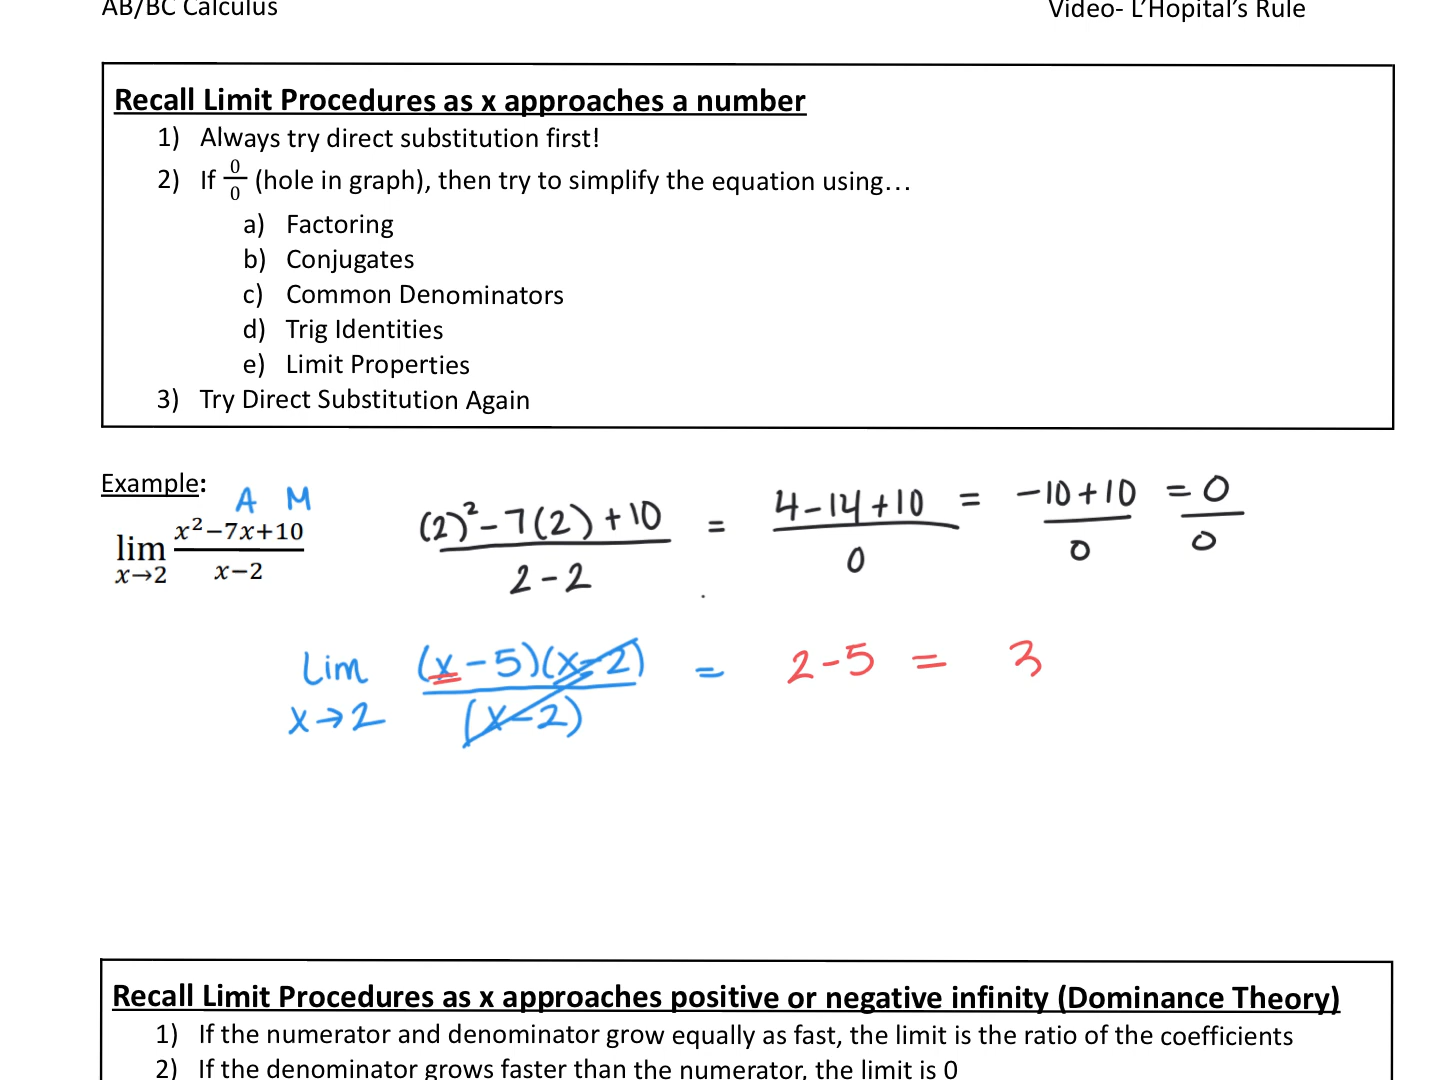 AB/BC Calculus Video- L'Hopital's Rule
Recall Limit Procedures as x approaches a number
1) Always try direct substitution first!
2) If 0/0 (hole in graph), then try to simplify the equation using…
a) Factoring
b) Conjugates
c) Common Denominators
d) Trig Identities
e) Limit Properties
3) Try Direct Substitution Again
Example:
A M
lim x→2 (x²−7x+10)/(x−2) ((2)²-7(2)+10)/(2-2) = (4-14+10)/0 = (-10+10)/0 = 0/0
Lim x→2 ((x-5)(x-2))/(x-2) = 2-5 = 3
Recall Limit Procedures as x approaches positive or negative infinity (Dominance Theory)
1) If the numerator and denominator grow equally as fast, the limit is the ratio of the coefficients
2) If the denominator grows faster than the numerator, the limit is 0